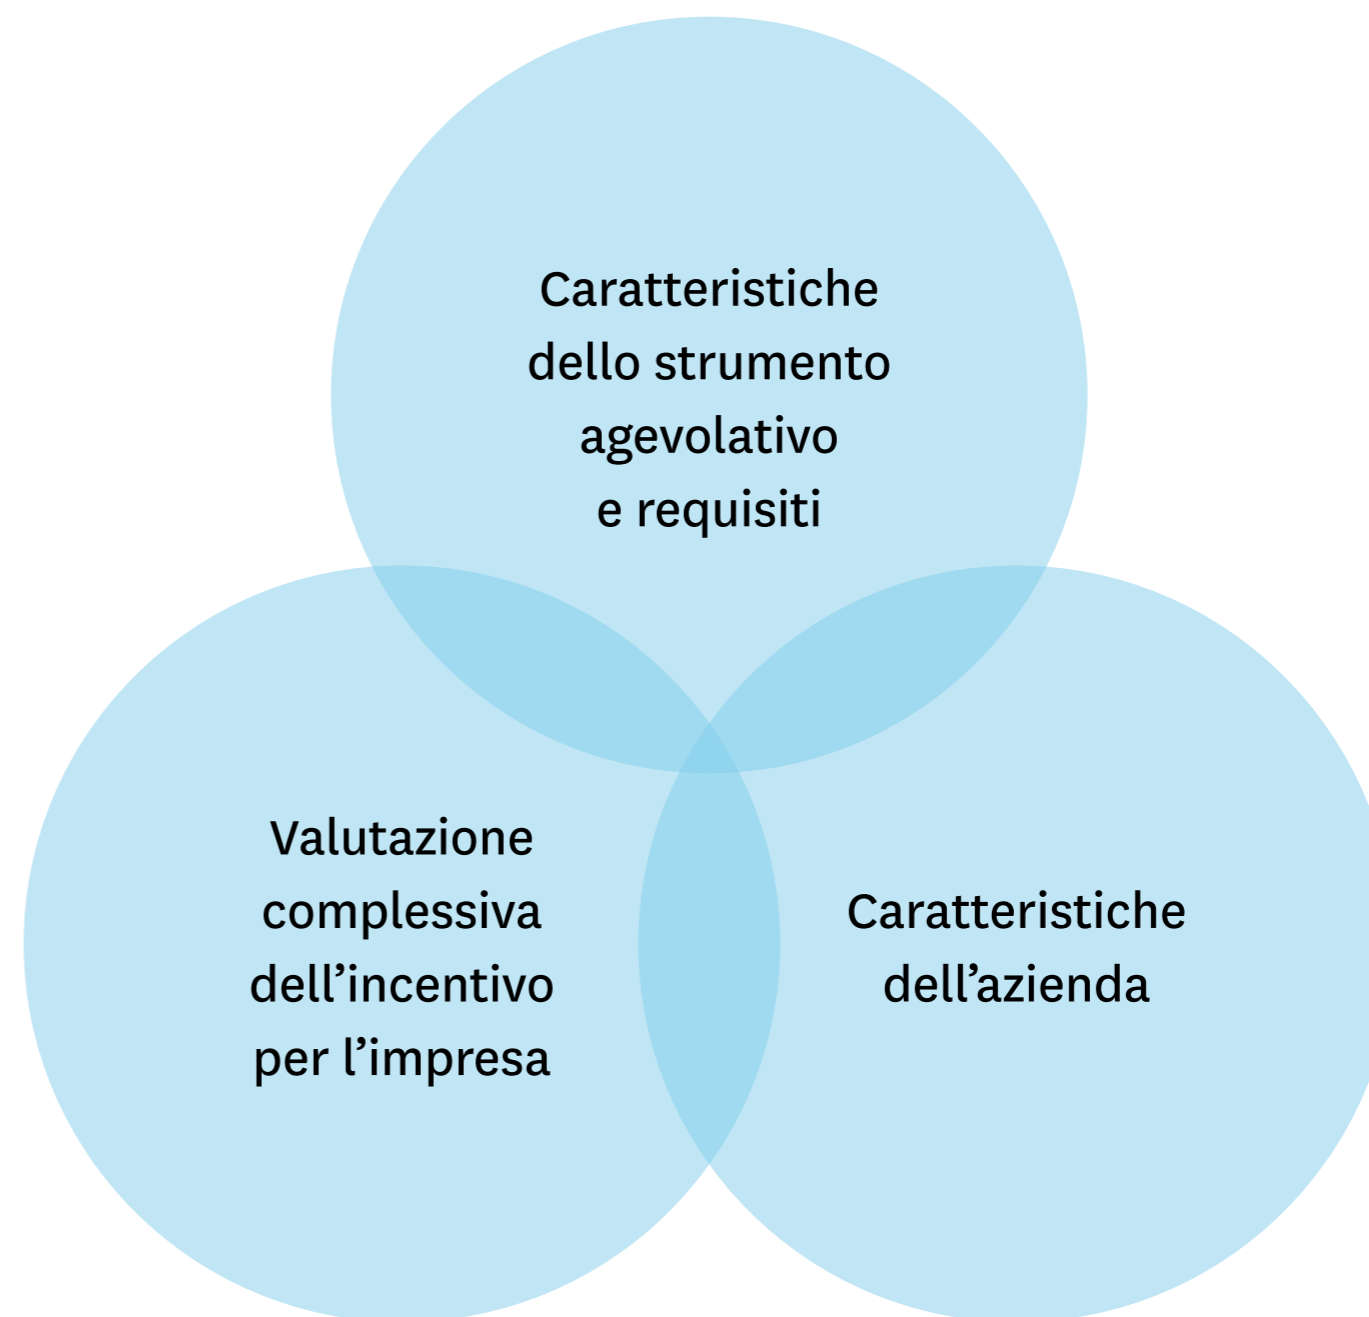 Caratteristiche
dello strumento
agevolativo
e requisiti
Valutazione
complessiva
dell’incentivo
per l’impresa
Caratteristiche
dell’azienda